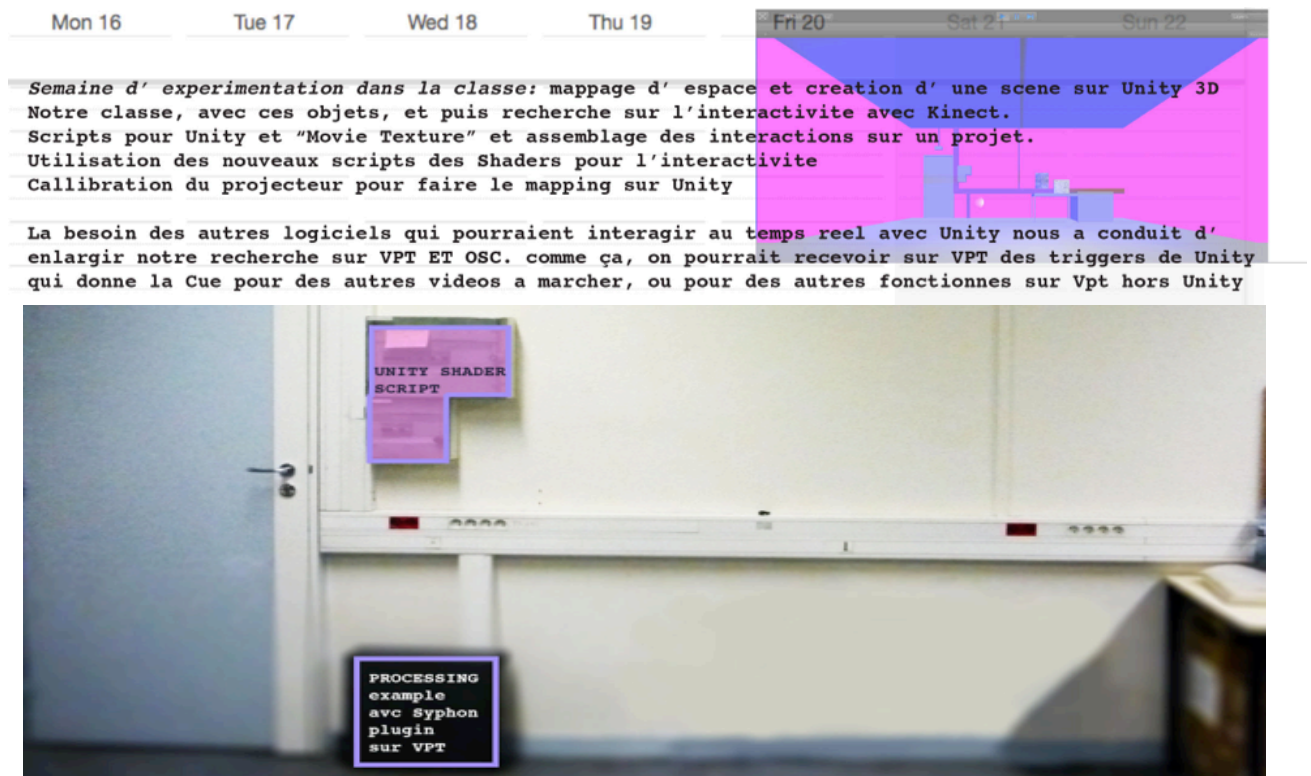 Mon 16 Tue 17 Wed 18 Thu 19 Fri 20 Sat 21 Sun 22
Semaine d' experimentation dans la classe: mappage d' espace et creation d' une scene sur Unity 3D
Notre classe, avec ces objets, et puis recherche sur l'interactivite avec Kinect.
Scripts pour Unity et “Movie Texture” et assemblage des interactions sur un projet.
Utilisation des nouveaux scripts des Shaders pour l'interactivite
Callibration du projecteur pour faire le mapping sur Unity
La besoin des autres logiciels qui pourraient interagir au temps reel avec Unity nous a conduit d'
enlargir notre recherche sur VPT ET OSC. comme ça, on pourrait recevoir sur VPT des triggers de Unity
qui donne la Cue pour des autres videos a marcher, ou pour des autres fonctionnes sur Vpt hors Unity
UNITY SHADER
SCRIPT
PROCESSING
example
avc Syphon
plugin
sur VPT